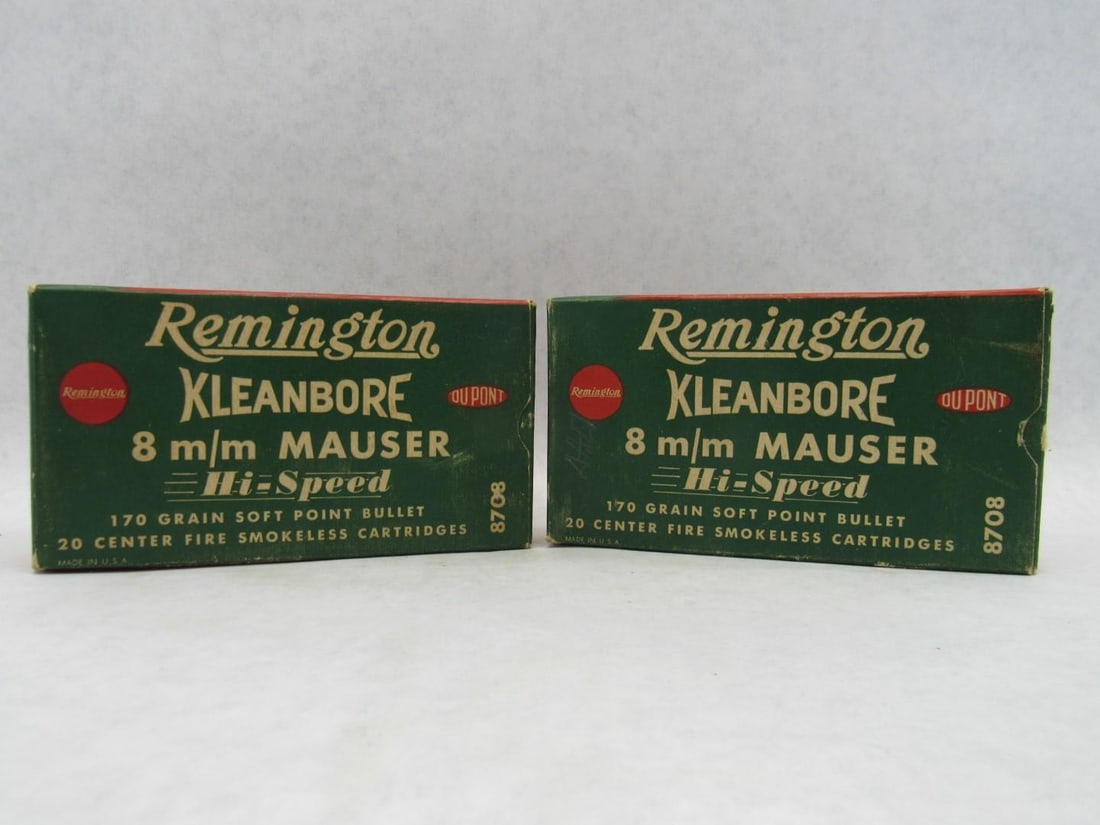 Remington
Remington
KLEANBORE
DU PONT
8 m/m MAUSER
Hi-Speed
170 GRAIN SOFT POINT BULLET
20 CENTER FIRE SMOKELESS CARTRIDGES
8708
MADE IN U.S.A.
Remington
Remington
KLEANBORE
DU PONT
8 m/m MAUSER
Hi-Speed
170 GRAIN SOFT POINT BULLET
20 CENTER FIRE SMOKELESS CARTRIDGES
8708
MADE IN U.S.A.